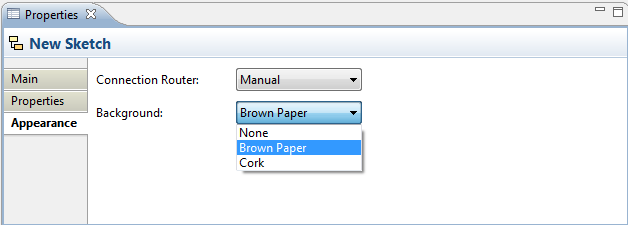 Properties
New Sketch
Main
Properties
Appearance
Connection Router:
Manual
Background:
Brown Paper
None
Brown Paper
Cork